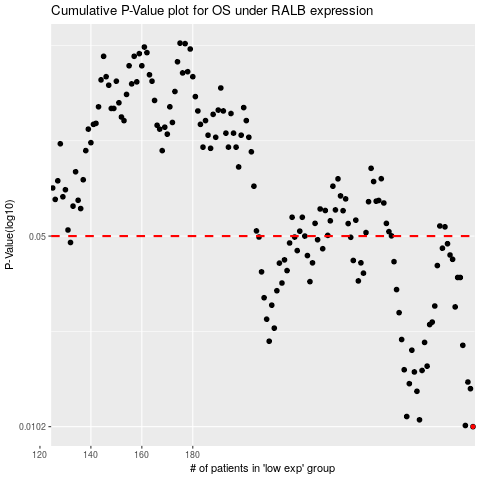 Cumulative P-Value plot for OS under RALB expression
P-Value(log10)
0.05
0.0102
120 140 160 180
# of patients in 'low exp' group